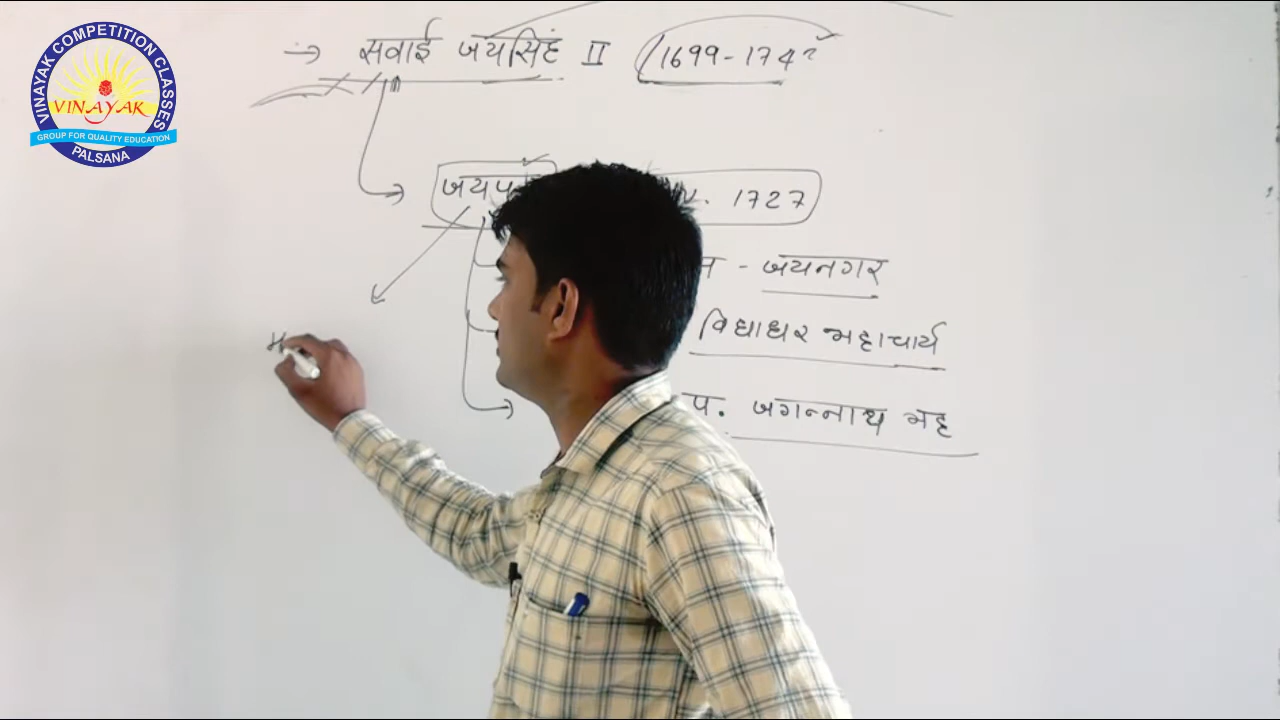 VINAYAK COMPETITION CLASSES
VINAYAK
GROUP FOR QUALITY EDUCATION
PALSANA
→ सवाई जयसिंह II (1699-174
जयपु
1727
- जयनगर
विद्याधर भट्टाचार्य
प. जगन्नाथ भट्ट